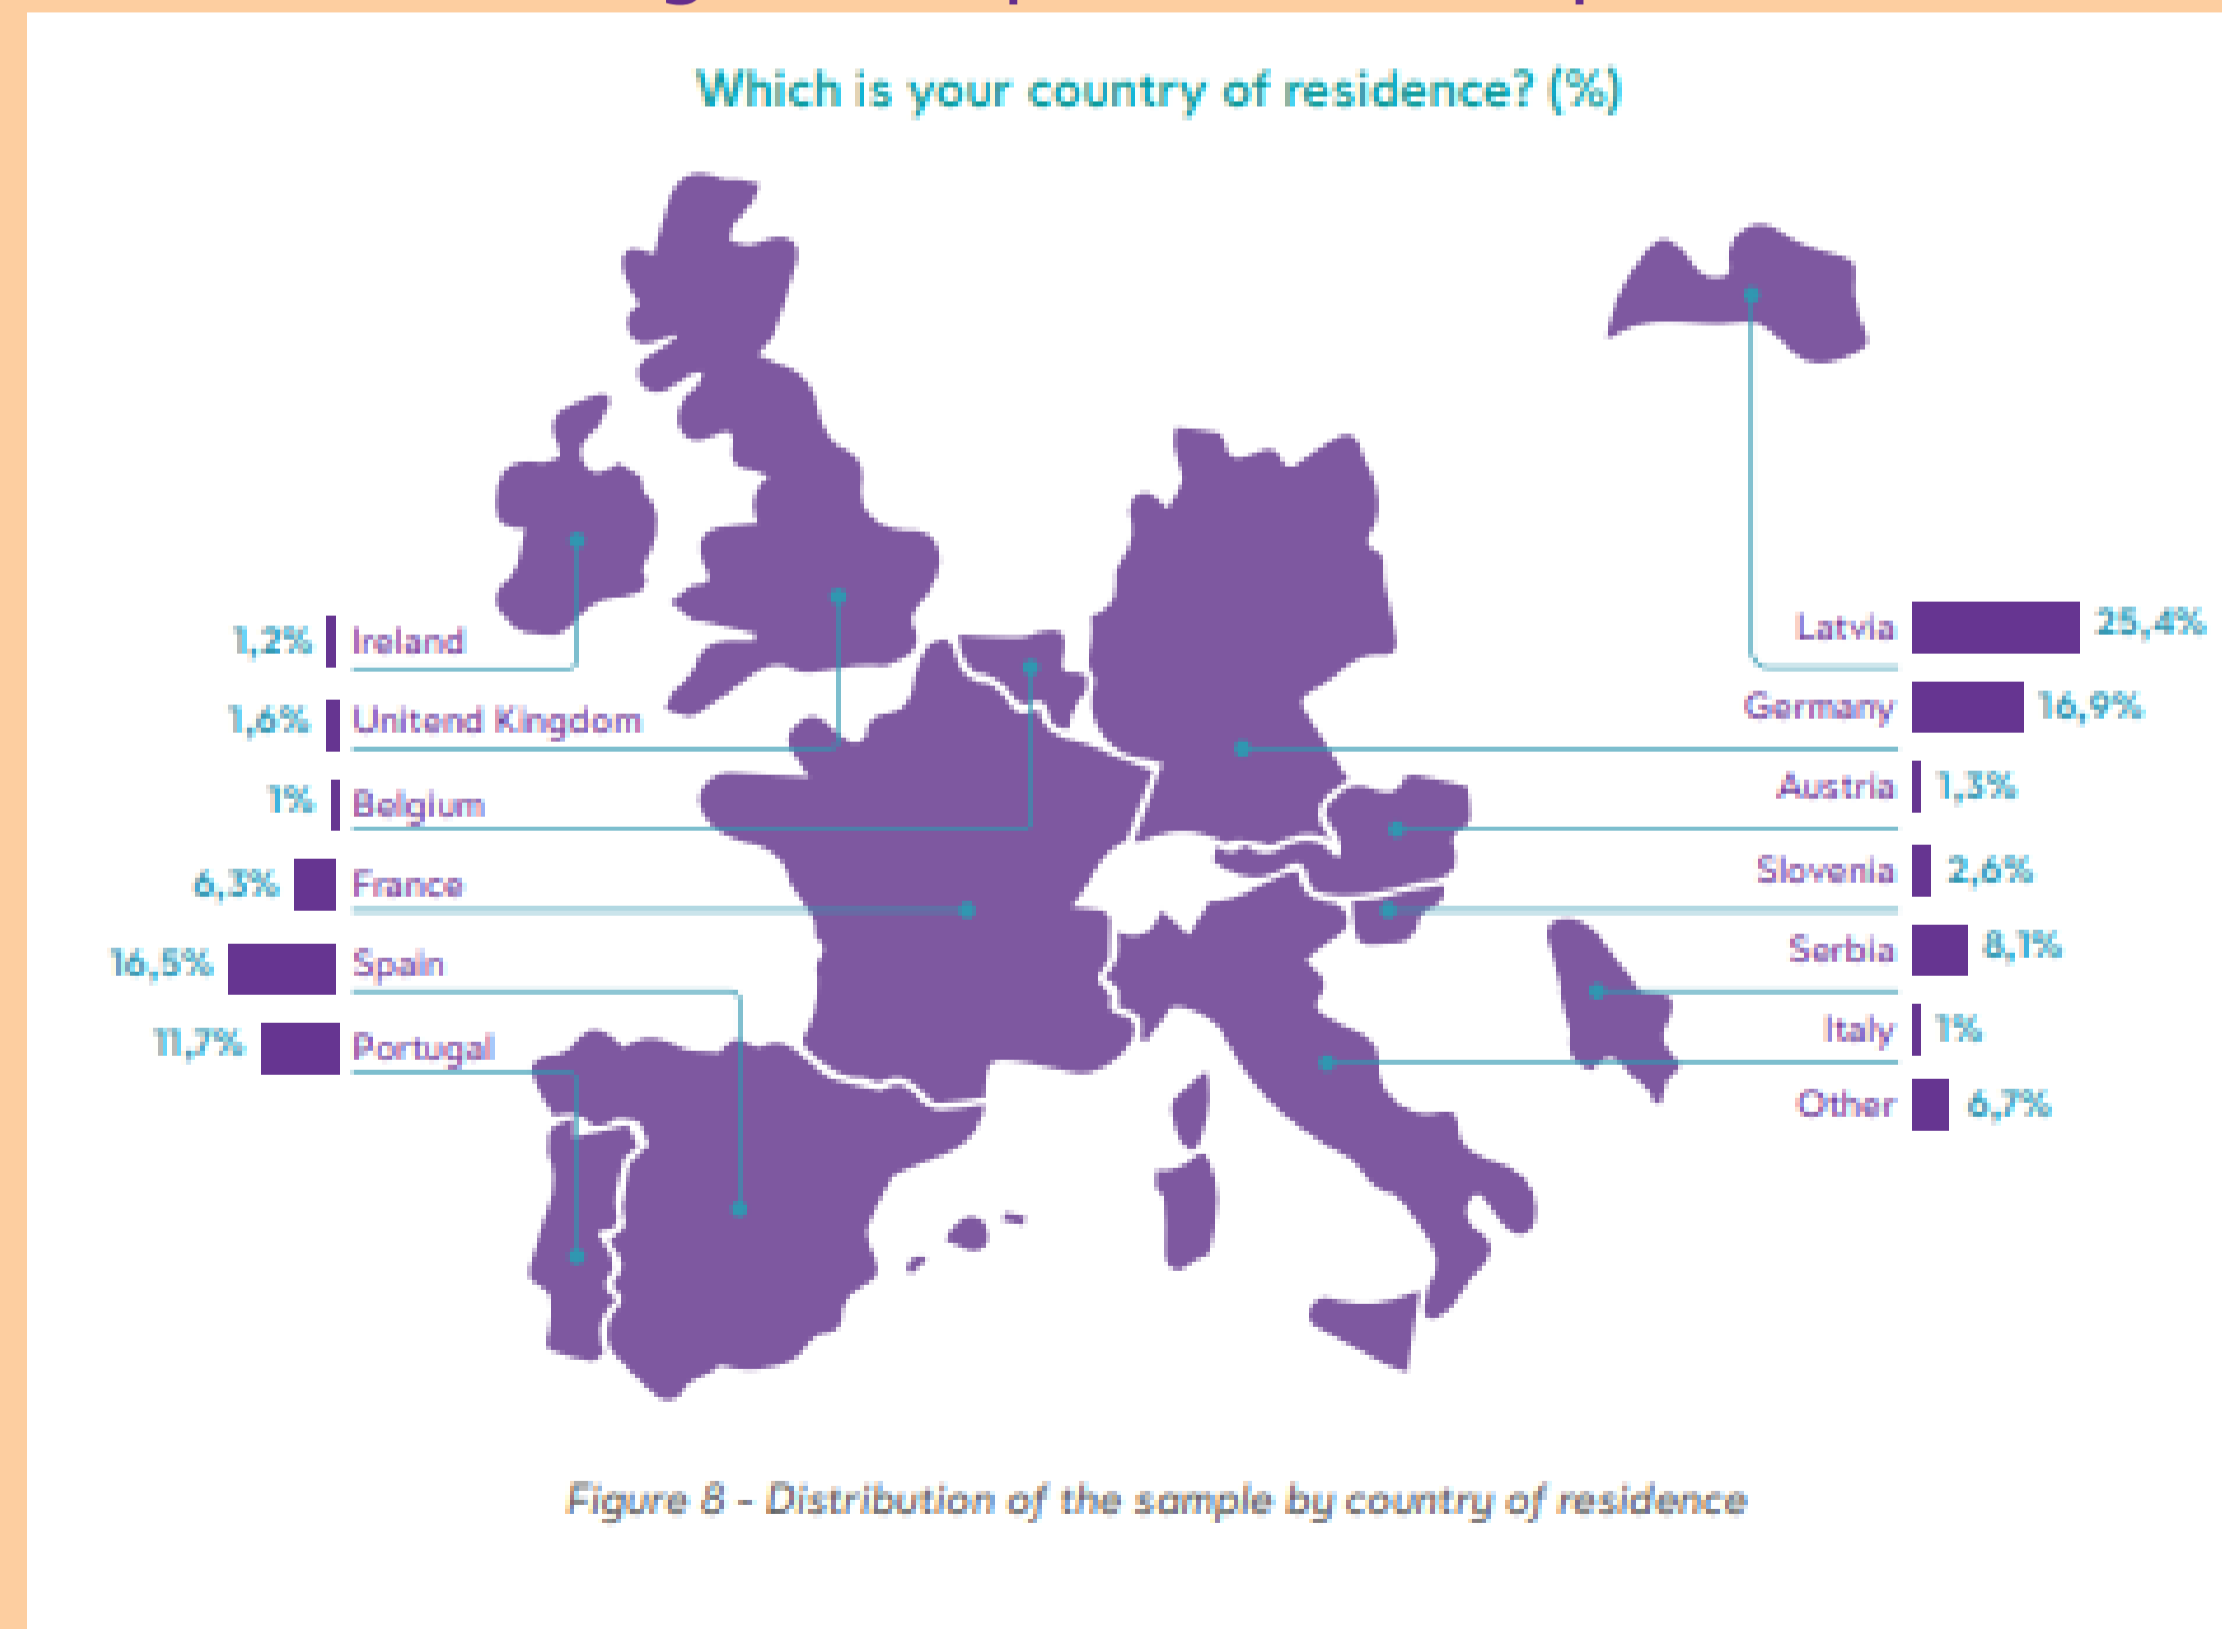 Which is your country of residence? (%)
1,2% Ireland
1,6% Unitend Kingdom
1% Belgium
6,3% France
16,5% Spain
11,7% Portugal
Latvia 25,4%
Germany 16,9%
Austria 1,3%
Slovenia 2,6%
Serbia 8,1%
Italy 1%
Other 6,7%
Figure 8 - Distribution of the sample by country of residence